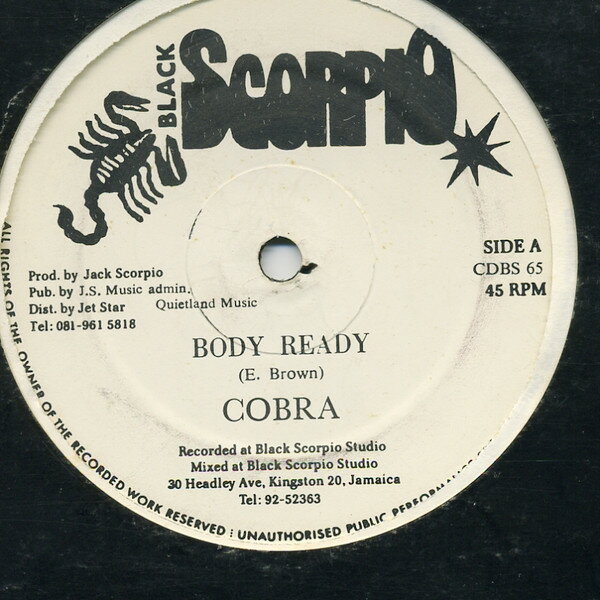 BLACK
SCORPIO
Prod. by Jack Scorpio
Pub. by J.S. Music admin,
Quietland Music
Dist. by Jet Star
Tel: 081-961 5818
SIDE A
CDBS 65
45 RPM
BODY READY
(E. Brown)
COBRA
Recorded at Black Scorpio Studio
Mixed at Black Scorpio Studio
30 Headley Ave, Kingston 20, Jamaica
Tel: 92-52363
ALL RIGHTS OF THE OWNER OF THE RECORDED WORK RESERVED : UNAUTHORISED PUBLIC